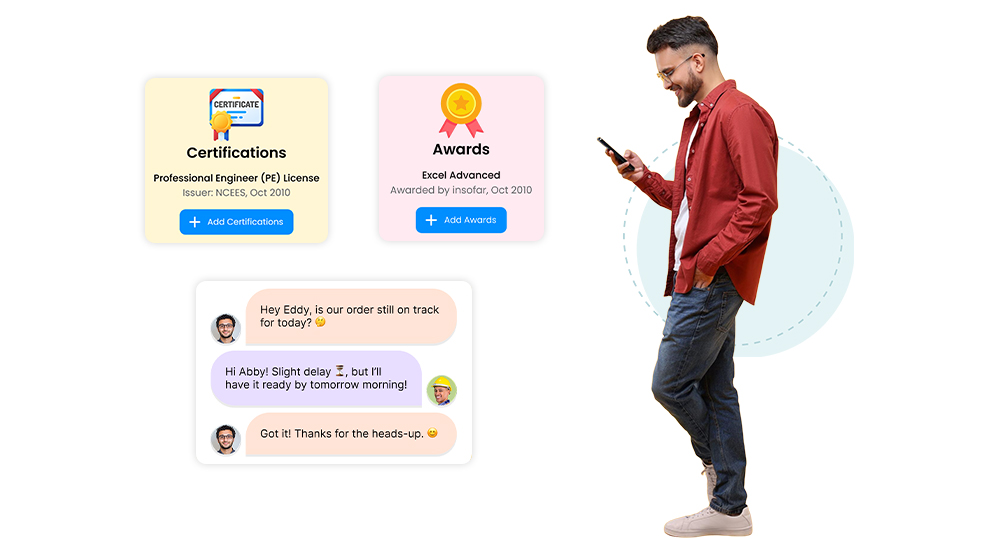 CERTIFICATE
Certifications
Professional Engineer (PE) License
Issuer: NCEES, Oct 2010
+ Add Certifications
Awards
Excel Advanced
Awarded by insofar, Oct 2010
+ Add Awards
Hey Eddy, is our order still on track
for today? 🤔
Hi Abby! Slight delay ⏳, but I’ll
have it ready by tomorrow morning!
Got it! Thanks for the heads-up. 😊